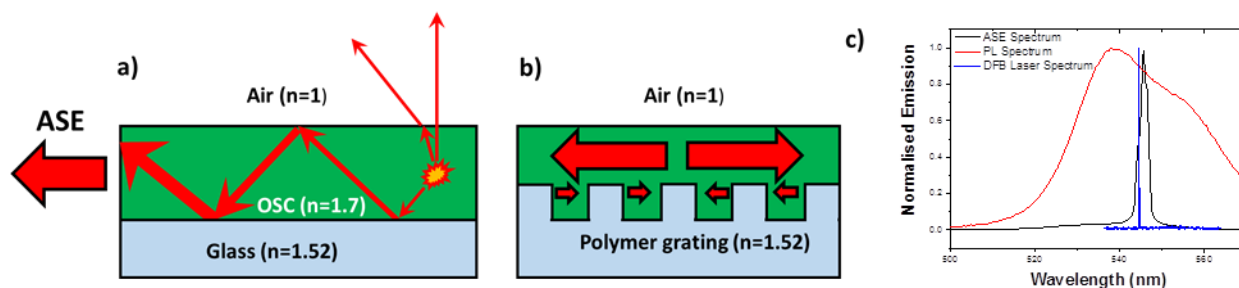 a)
Air (n=1)
ASE
OSC (n=1.7)
Glass (n=1.52)
b)
Air (n=1)
Polymer grating (n=1.52)
c)
ASE Spectrum
PL Spectrum
DFB Laser Spectrum
Normalised Emission
1.0
0.8
0.6
0.4
0.2
0.0
500 520 540 560
Wavelength (nm)